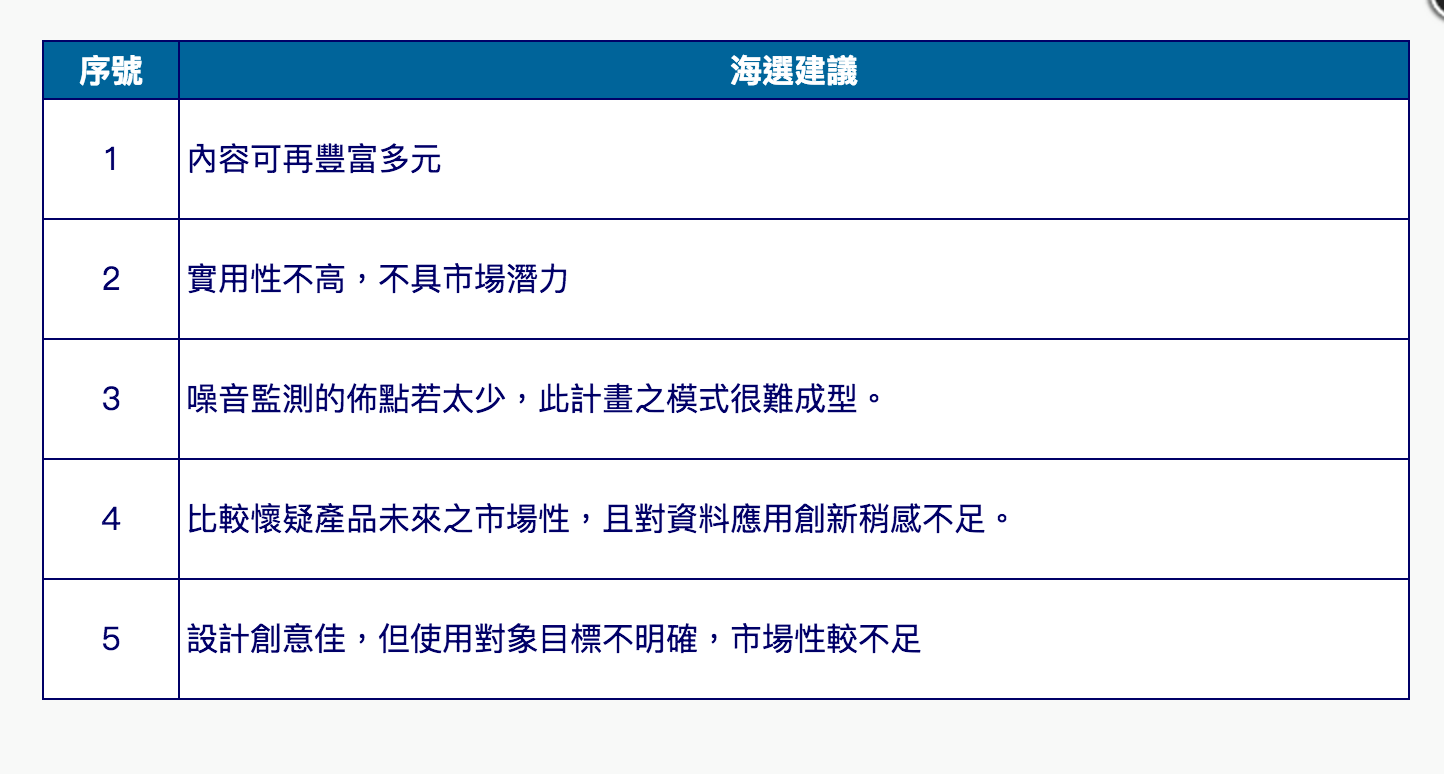 序號 海選建議
1 內容可再豐富多元
2 實用性不高，不具市場潛力
3 噪音監測的佈點若太少，此計畫之模式很難成型。
4 比較懷疑產品未來之市場性，且對資料應用創新稍感不足。
5 設計創意佳，但使用對象目標不明確，市場性較不足